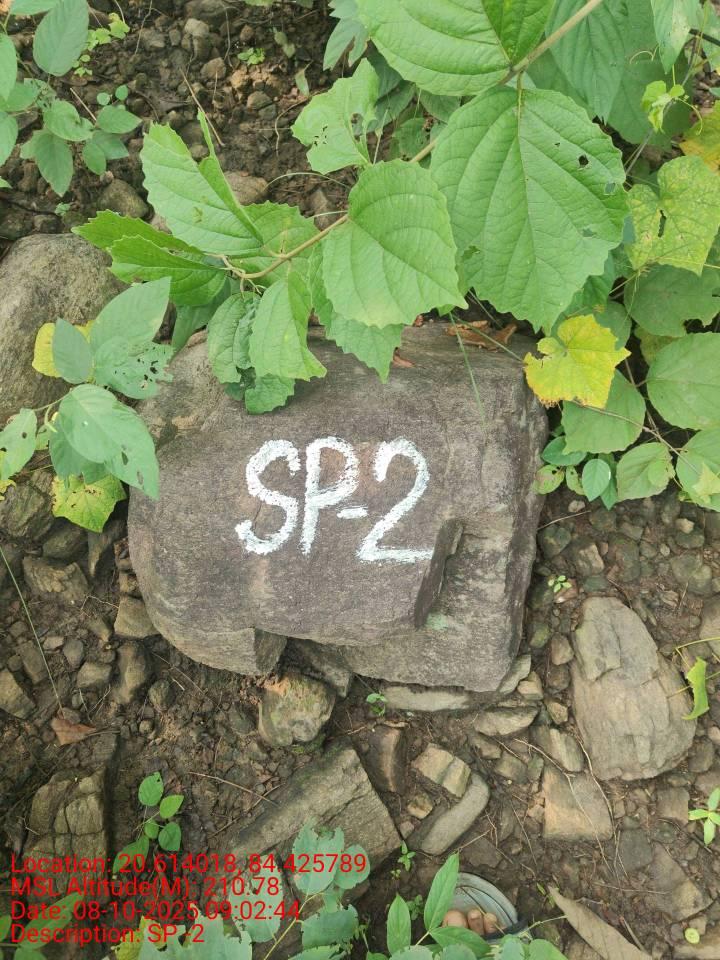 SP-2
Location: 20.614018, 84.425789
MSL Altitude(M): 210.78
Date: 08-10-2025 09:02:44
Description: SP -2